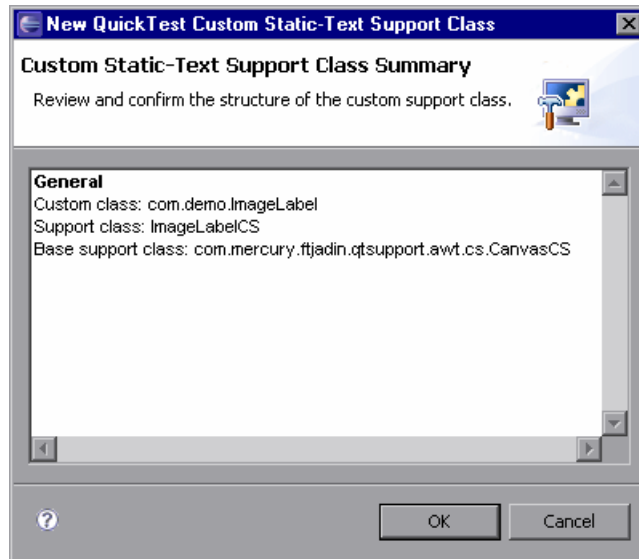 New QuickTest Custom Static-Text Support Class
Custom Static-Text Support Class Summary
Review and confirm the structure of the custom support class.
General
Custom class: com.demo.ImageLabel
Support class: ImageLabelCS
Base support class: com.mercury.ftjadin.qtsupport.awt.cs.CanvasCS
?
OK
Cancel